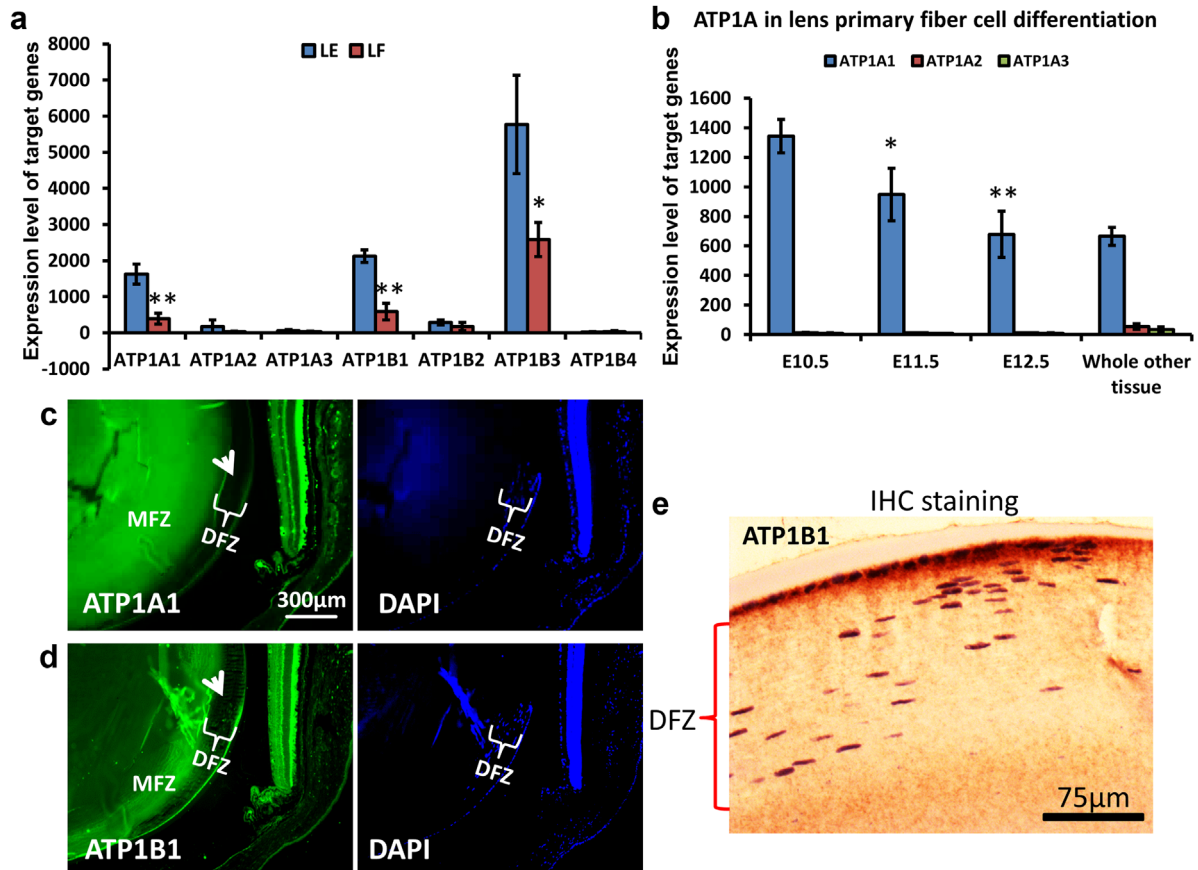 a
8000
7000
6000
5000
4000
3000
2000
1000
0
-1000
Expression level of target genes
LE LF
**
**
*
ATP1A1 ATP1A2 ATP1A3 ATP1B1 ATP1B2 ATP1B3 ATP1B4
b
ATP1A in lens primary fiber cell differentiation
ATP1A1 ATP1A2 ATP1A3
1600
1400
1200
1000
800
600
400
200
0
Expression level of target genes
*
**
E10.5 E11.5 E12.5 Whole other
tissue
c
MFZ
DFZ
ATP1A1
300μm
DFZ
DAPI
d
DFZ
MFZ
ATP1B1
DFZ
DAPI
e
IHC staining
ATP1B1
DFZ
75μm